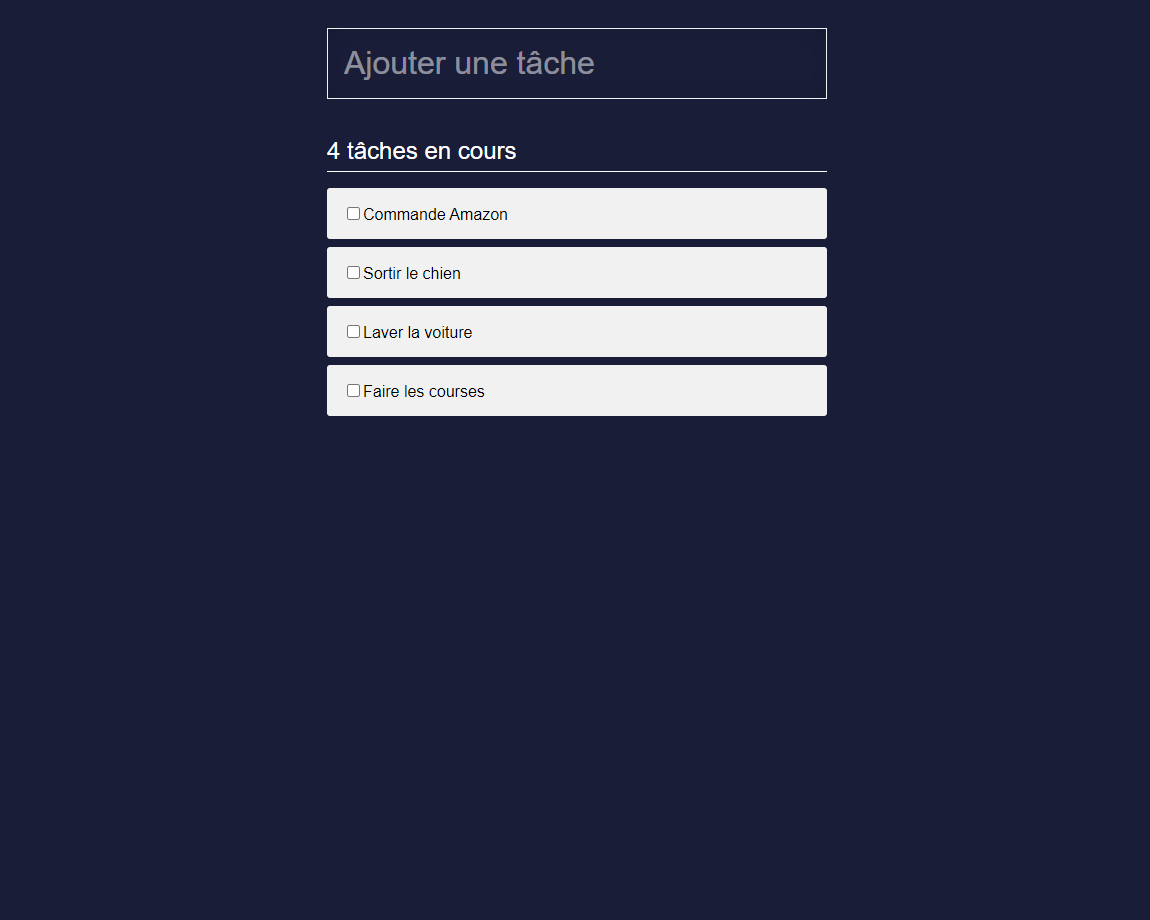 Ajouter une tâche
4 tâches en cours
Commande Amazon
Sortir le chien
Laver la voiture
Faire les courses